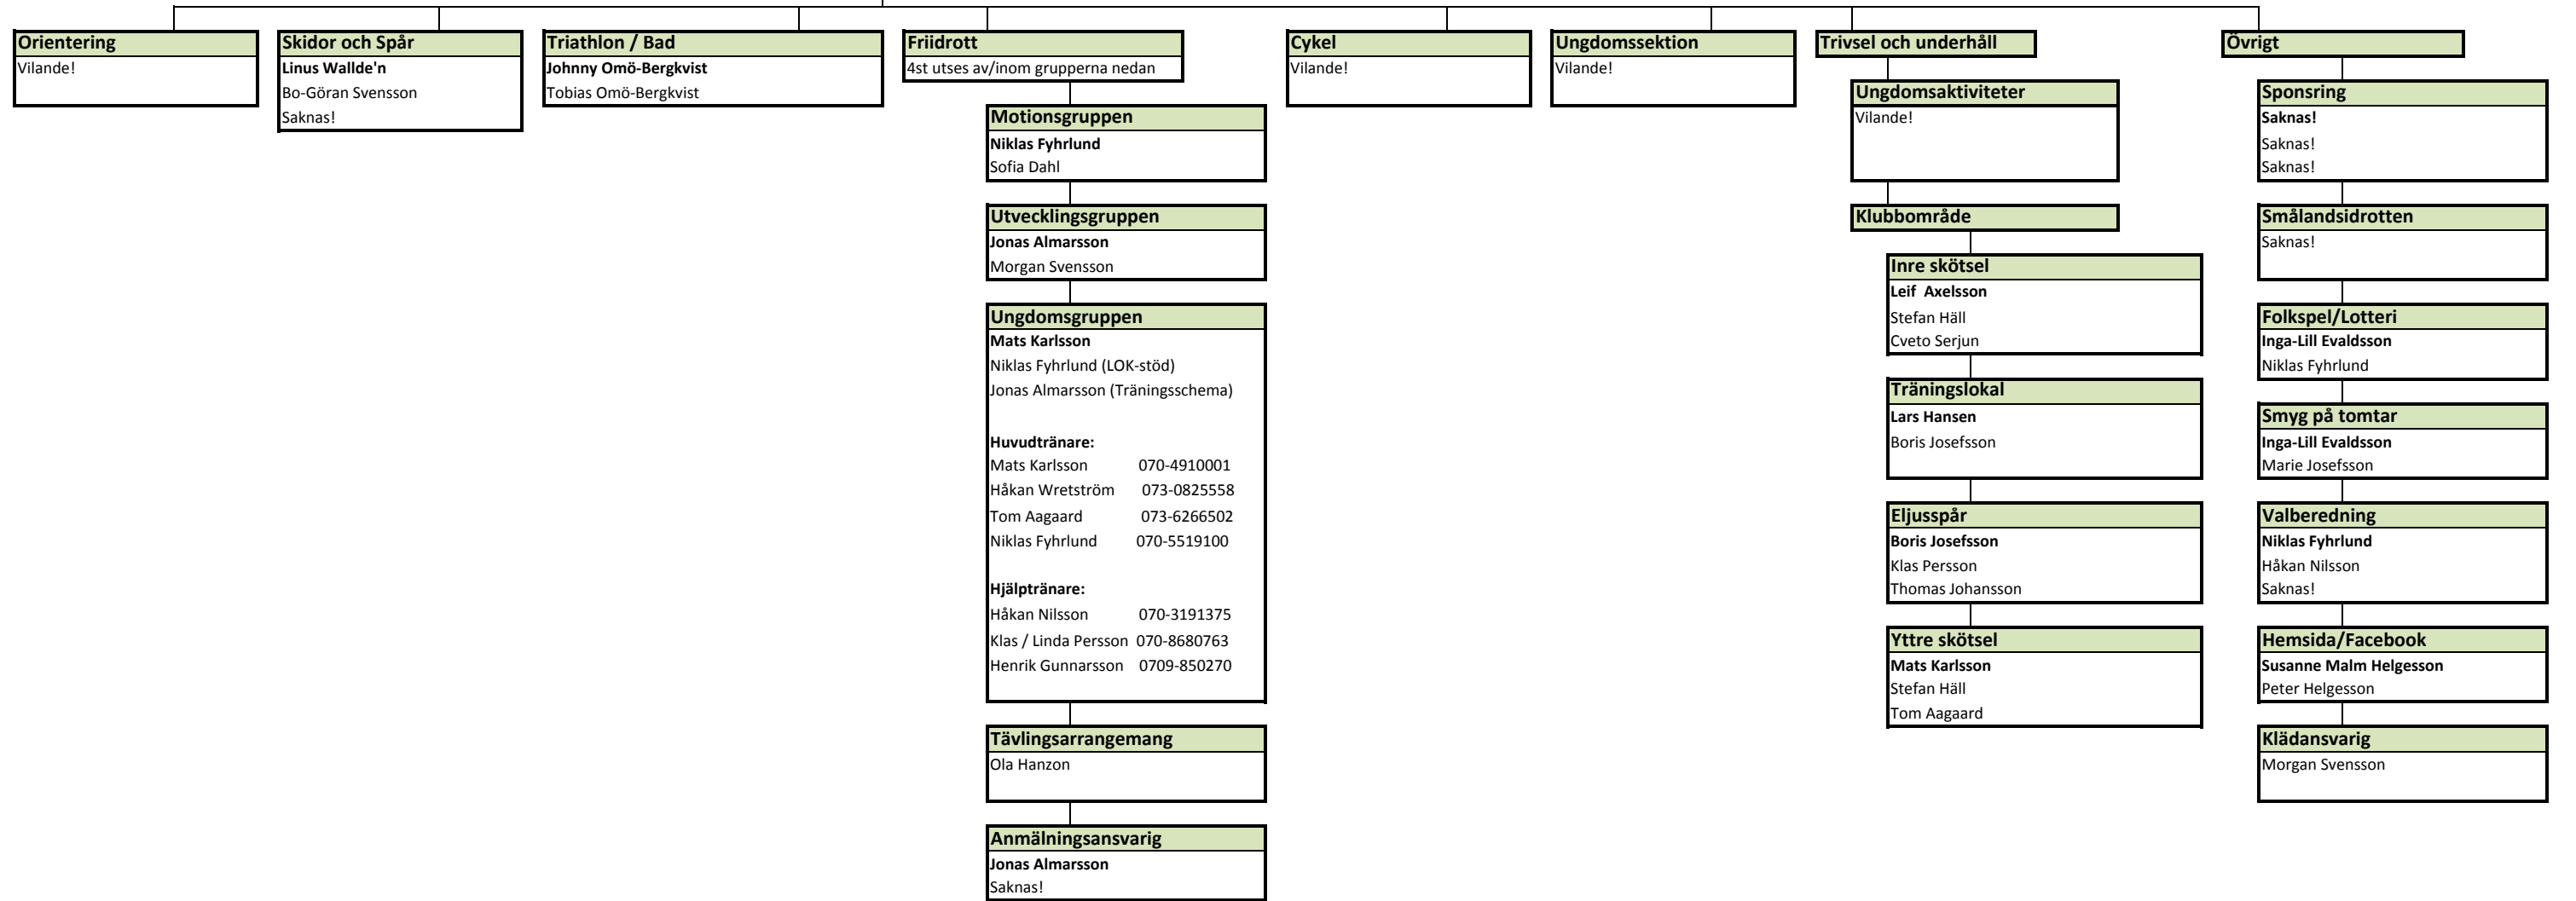 Orientering
Vilande!
Skidor och Spår
Linus Wallde'n
Bo-Göran Svensson
Saknas!
Triathlon / Bad
Johnny Omö-Bergkvist
Tobias Omö-Bergkvist
Friidrott
4st utses av/inom grupperna nedan
Motionsgruppen
Niklas Fyhrlund
Sofia Dahl
Utvecklingsgruppen
Jonas Almarsson
Morgan Svensson
Ungdomsgruppen
Mats Karlsson
Niklas Fyhrlund (LOK-stöd)
Jonas Almarsson (Träningsschema)
Huvudtränare:
Mats Karlsson 070-4910001
Håkan Wretström 073-0825558
Tom Aagaard 073-6266502
Niklas Fyhrlund 070-5519100
Hjälptränare:
Håkan Nilsson 070-3191375
Klas / Linda Persson 070-8680763
Henrik Gunnarsson 0709-850270
Tävlingsarrangemang
Ola Hanzon
Anmälningsansvarig
Jonas Almarsson
Saknas!
Cykel
Vilande!
Ungdomssektion
Vilande!
Trivsel och underhåll
Ungdomsaktiviteter
Vilande!
Klubbområde
Inre skötsel
Leif Axelsson
Stefan Häll
Cveto Serjun
Träningslokal
Lars Hansen
Boris Josefsson
Eljusspår
Boris Josefsson
Klas Persson
Thomas Johansson
Yttre skötsel
Mats Karlsson
Stefan Häll
Tom Aagaard
Övrigt
Sponsring
Saknas!
Saknas!
Saknas!
Smålandsidrotten
Saknas!
Folkspel/Lotteri
Inga-Lill Evaldsson
Niklas Fyhrlund
Smyg på tomtar
Inga-Lill Evaldsson
Marie Josefsson
Valberedning
Niklas Fyhrlund
Håkan Nilsson
Saknas!
Hemsida/Facebook
Susanne Malm Helgesson
Peter Helgesson
Klädansvarig
Morgan Svensson